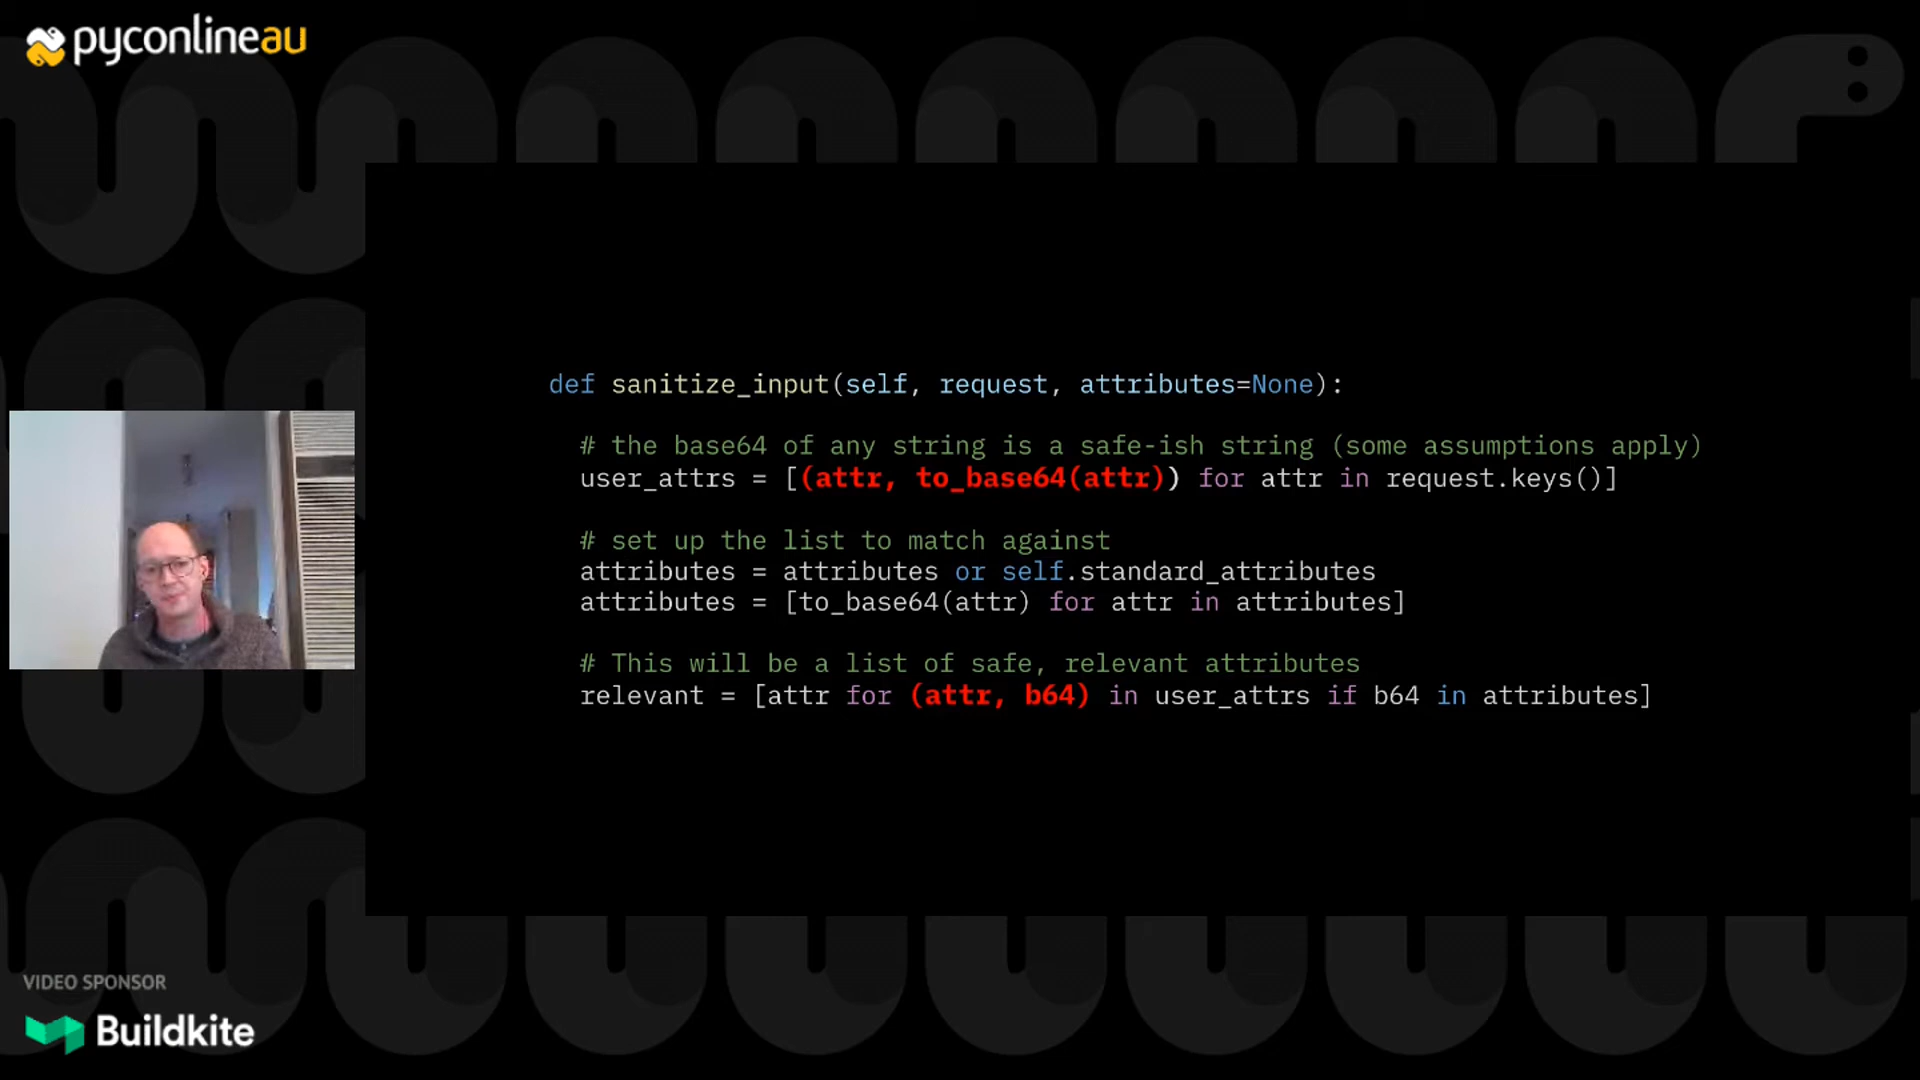 pyconlineau
def sanitize_input(self, request, attributes=None):
# the base64 of any string is a safe-ish string (some assumptions apply)
user_attrs = [(attr, to_base64(attr)) for attr in request.keys()]
# set up the list to match against
attributes = attributes or self.standard_attributes
attributes = [to_base64(attr) for attr in attributes]
# This will be a list of safe, relevant attributes
relevant = [attr for (attr, b64) in user_attrs if b64 in attributes]
VIDEO SPONSOR
Buildkite